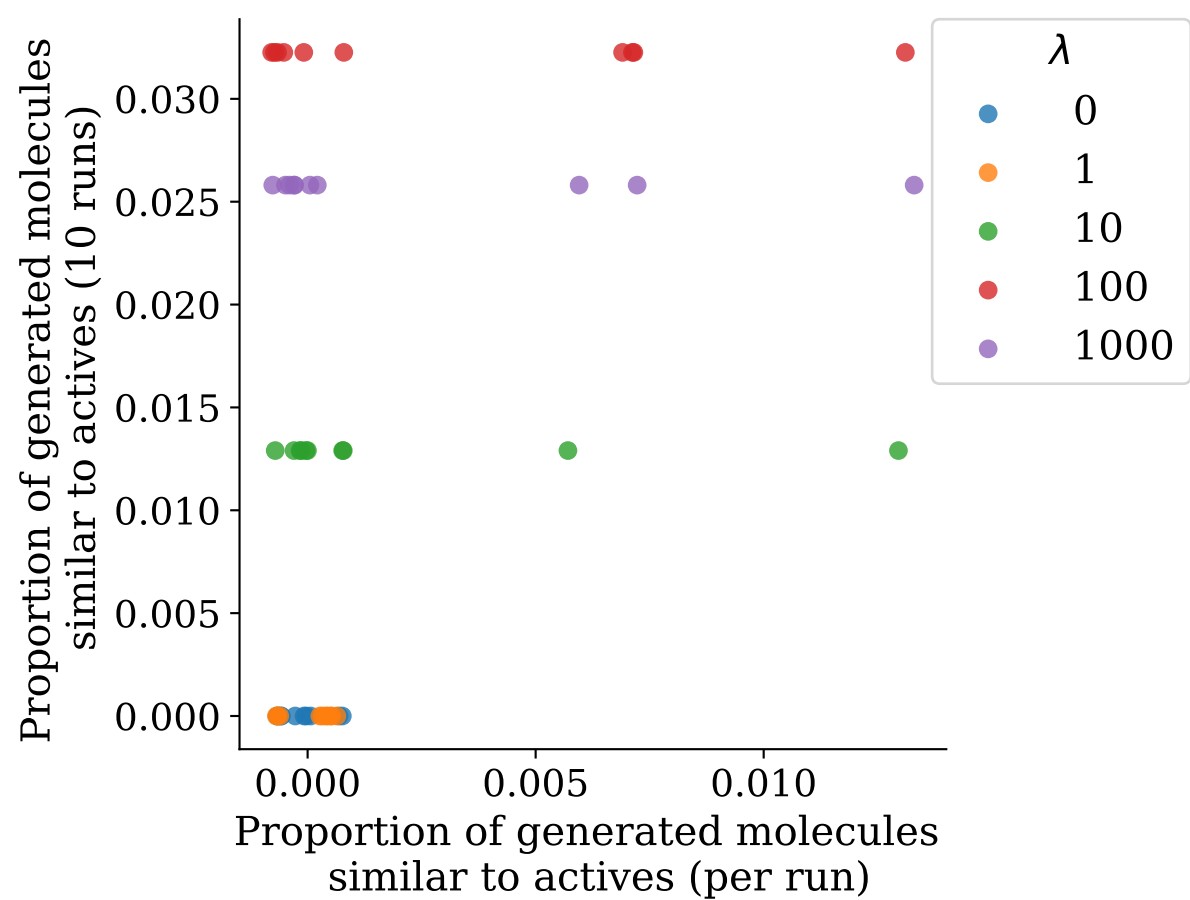 Proportion of generated molecules
similar to actives (10 runs)
0.030
0.025
0.020
0.015
0.010
0.005
0.000
0.000 0.005 0.010
Proportion of generated molecules
similar to actives (per run)
λ
0
1
10
100
1000